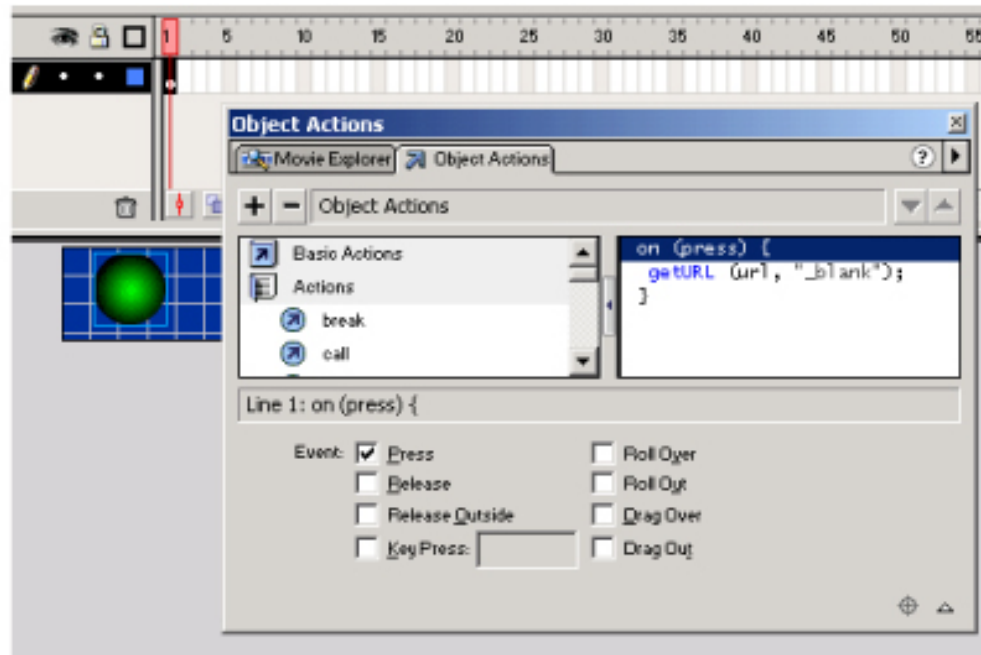 1 5 10 15 20 25 30 35 40 45 50 55
Object Actions
Movie Explorer Object Actions ?
+ - Object Actions
Basic Actions
Actions
break
call
on (press) {
getURL (url, "_blank");
}
Line 1: on (press) {
Event: Press Roll Over
Release Roll Out
Release Outside Drag Over
Key Press: Drag Out